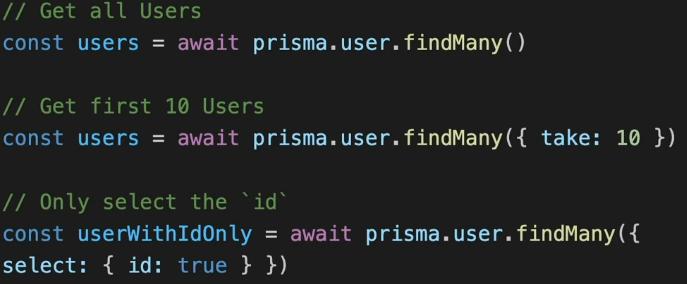 // Get all Users
const users = await prisma.user.findMany()
// Get first 10 Users
const users = await prisma.user.findMany({ take: 10 })
// Only select the `id`
const userWithIdOnly = await prisma.user.findMany({
select: { id: true } })